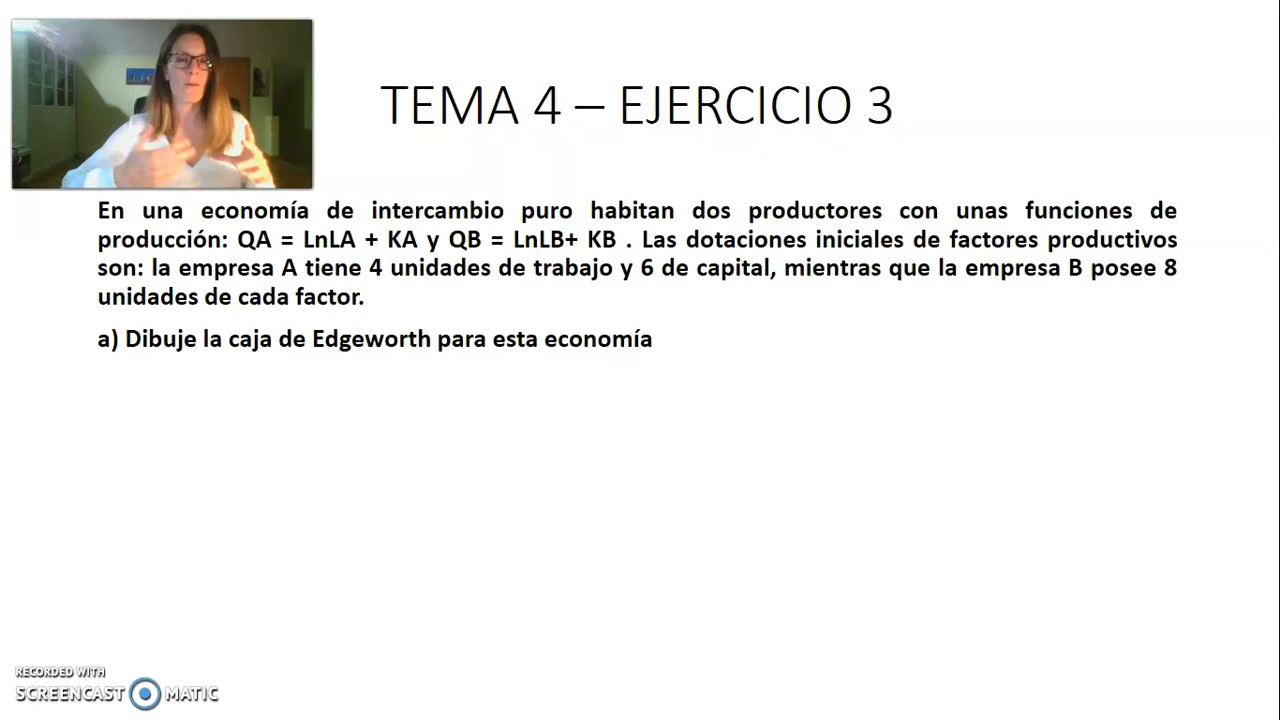 TEMA 4 – EJERCICIO 3
En una economía de intercambio puro habitan dos productores con unas funciones de
producción: QA = LnLA + KA y QB = LnLB+ KB . Las dotaciones iniciales de factores productivos
son: la empresa A tiene 4 unidades de trabajo y 6 de capital, mientras que la empresa B posee 8
unidades de cada factor.
a) Dibuje la caja de Edgeworth para esta economía
RECORDED WITH
SCREENCAST MATIC